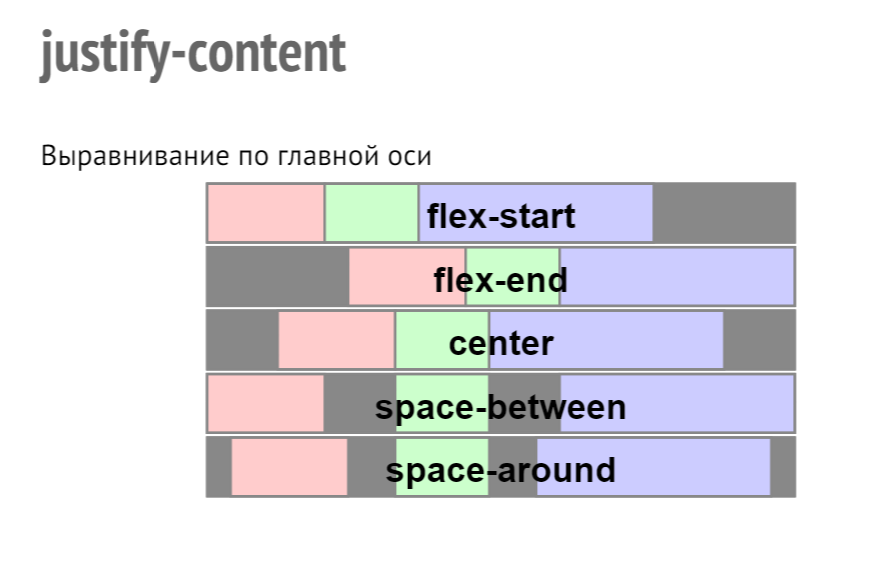 justify-content
Выравнивание по главной оси
flex-start
flex-end
center
space-between
space-around